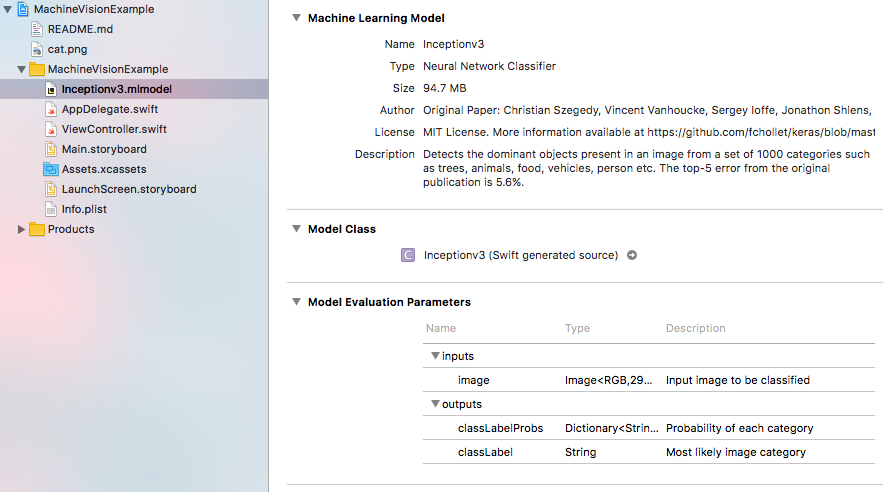 MachineVisionExample
README.md
cat.png
MachineVisionExample
Inceptionv3.mlmodel
AppDelegate.swift
ViewController.swift
Main.storyboard
Assets.xcassets
LaunchScreen.storyboard
Info.plist
Products
Machine Learning Model
Name Inceptionv3
Type Neural Network Classifier
Size 94.7 MB
Author Original Paper: Christian Szegedy, Vincent Vanhoucke, Sergey Ioffe, Jonathon Shlens,
License MIT License. More information available at https://github.com/fchollet/keras/blob/mast
Description Detects the dominant objects present in an image from a set of 1000 categories such
as trees, animals, food, vehicles, person etc. The top-5 error from the original
publication is 5.6%.
Model Class
C Inceptionv3 (Swift generated source)
Model Evaluation Parameters
Name Type Description
inputs
image Image<RGB,29... Input image to be classified
outputs
classLabelProbs Dictionary<Strin... Probability of each category
classLabel String Most likely image category